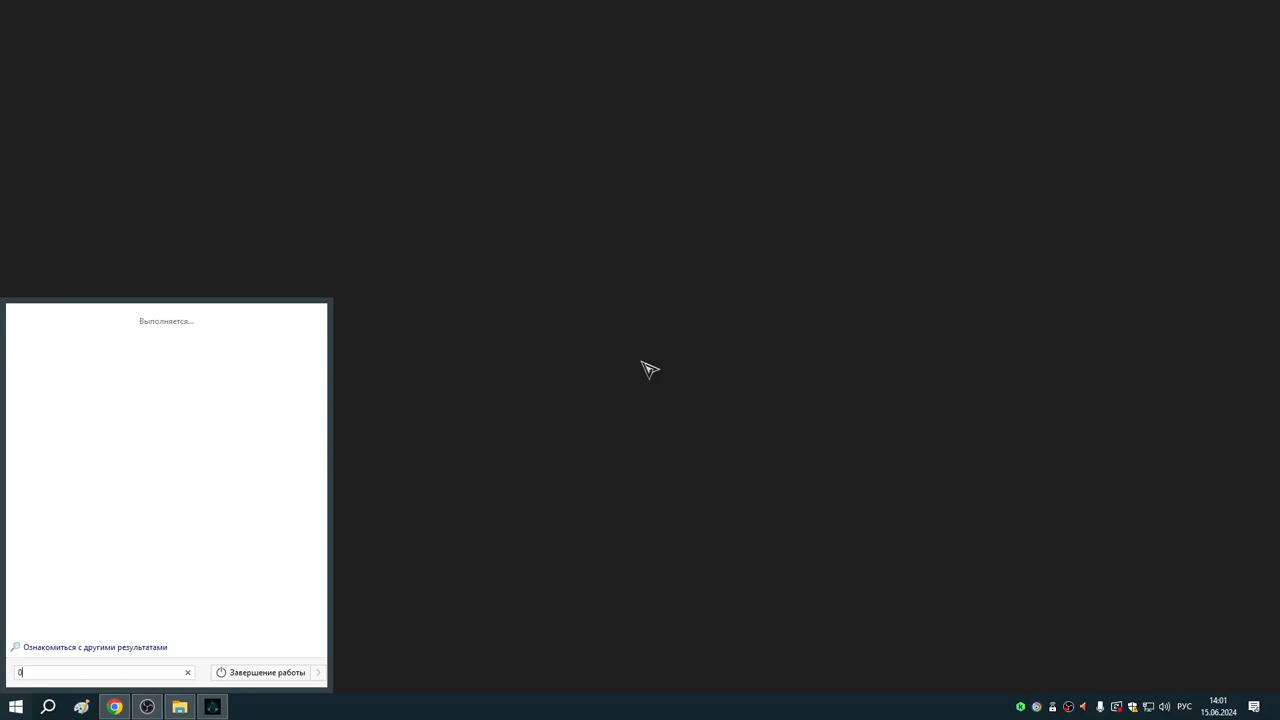 Выполняется...
Ознакомиться с другими результатами
0
Завершение работы
РУС
14:01
15.06.2024